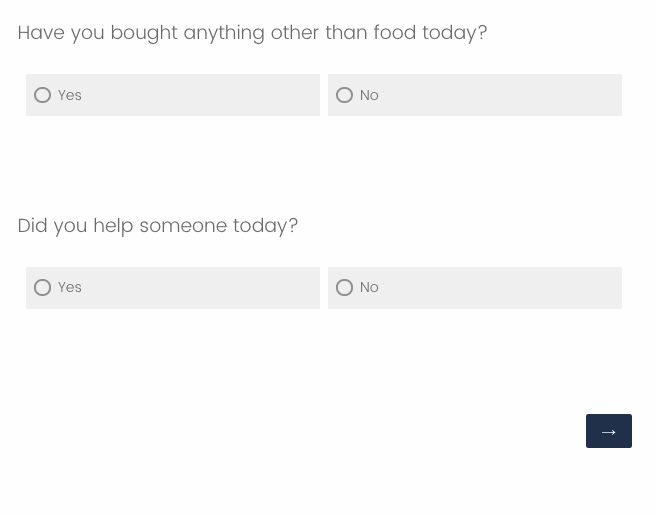 Have you bought anything other than food today?
Yes
No
Did you help someone today?
Yes
No
→